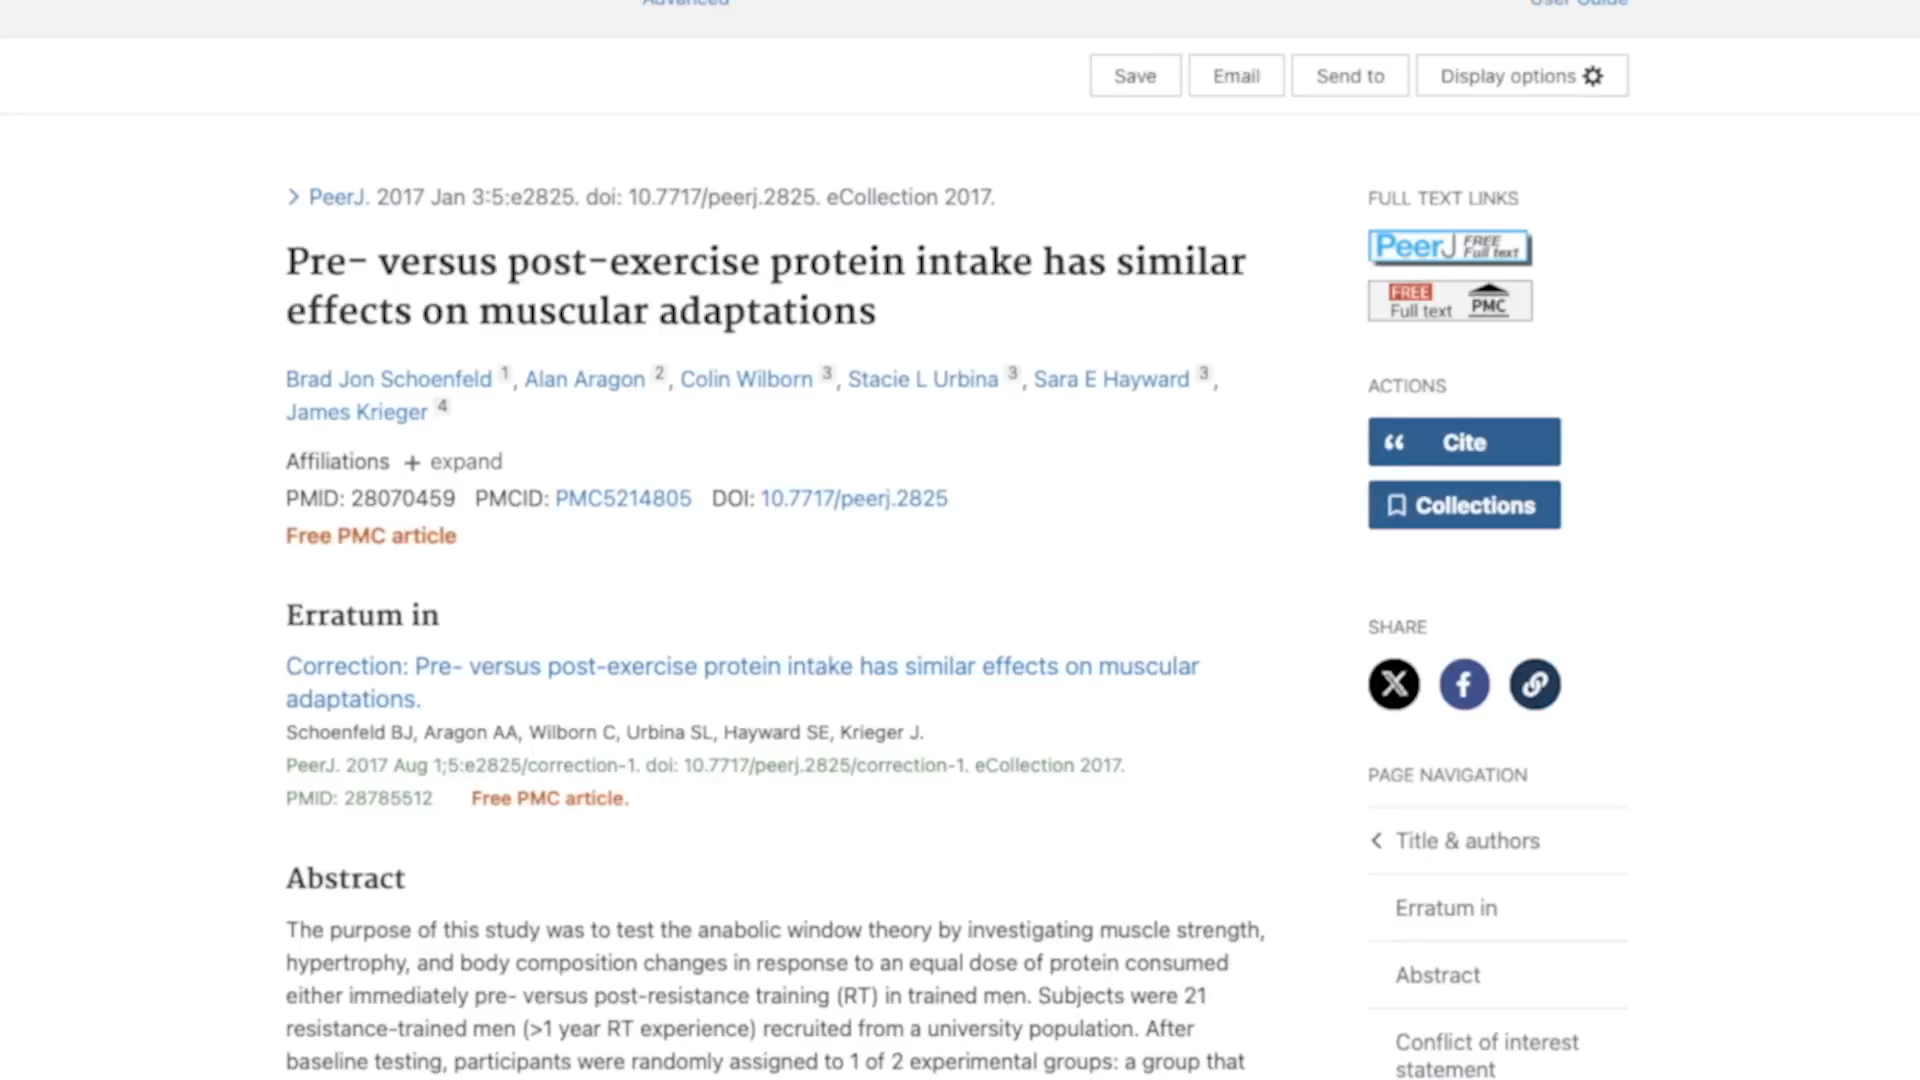 Advanced
User Guide
Save
Email
Send to
Display options
PeerJ. 2017 Jan 3:5:e2825. doi: 10.7717/peerj.2825. eCollection 2017.
Pre- versus post-exercise protein intake has similar
effects on muscular adaptations
Brad Jon Schoenfeld 1, Alan Aragon 2, Colin Wilborn 3, Stacie L Urbina 3, Sara E Hayward 3,
James Krieger 4
Affiliations + expand
PMID: 28070459 PMCID: PMC5214805 DOI: 10.7717/peerj.2825
Free PMC article
Erratum in
Correction: Pre- versus post-exercise protein intake has similar effects on muscular
adaptations.
Schoenfeld BJ, Aragon AA, Wilborn C, Urbina SL, Hayward SE, Krieger J.
PeerJ. 2017 Aug 1;5:e2825/correction-1. doi: 10.7717/peerj.2825/correction-1. eCollection 2017.
PMID: 28785512 Free PMC article.
Abstract
The purpose of this study was to test the anabolic window theory by investigating muscle strength,
hypertrophy, and body composition changes in response to an equal dose of protein consumed
either immediately pre- versus post-resistance training (RT) in trained men. Subjects were 21
resistance-trained men (>1 year RT experience) recruited from a university population. After
baseline testing, participants were randomly assigned to 1 of 2 experimental groups: a group that
FULL TEXT LINKS
PeerJ FREE Full text
FREE Full text PMC
ACTIONS
Cite
Collections
SHARE
PAGE NAVIGATION
Title & authors
Erratum in
Abstract
Conflict of interest
statement